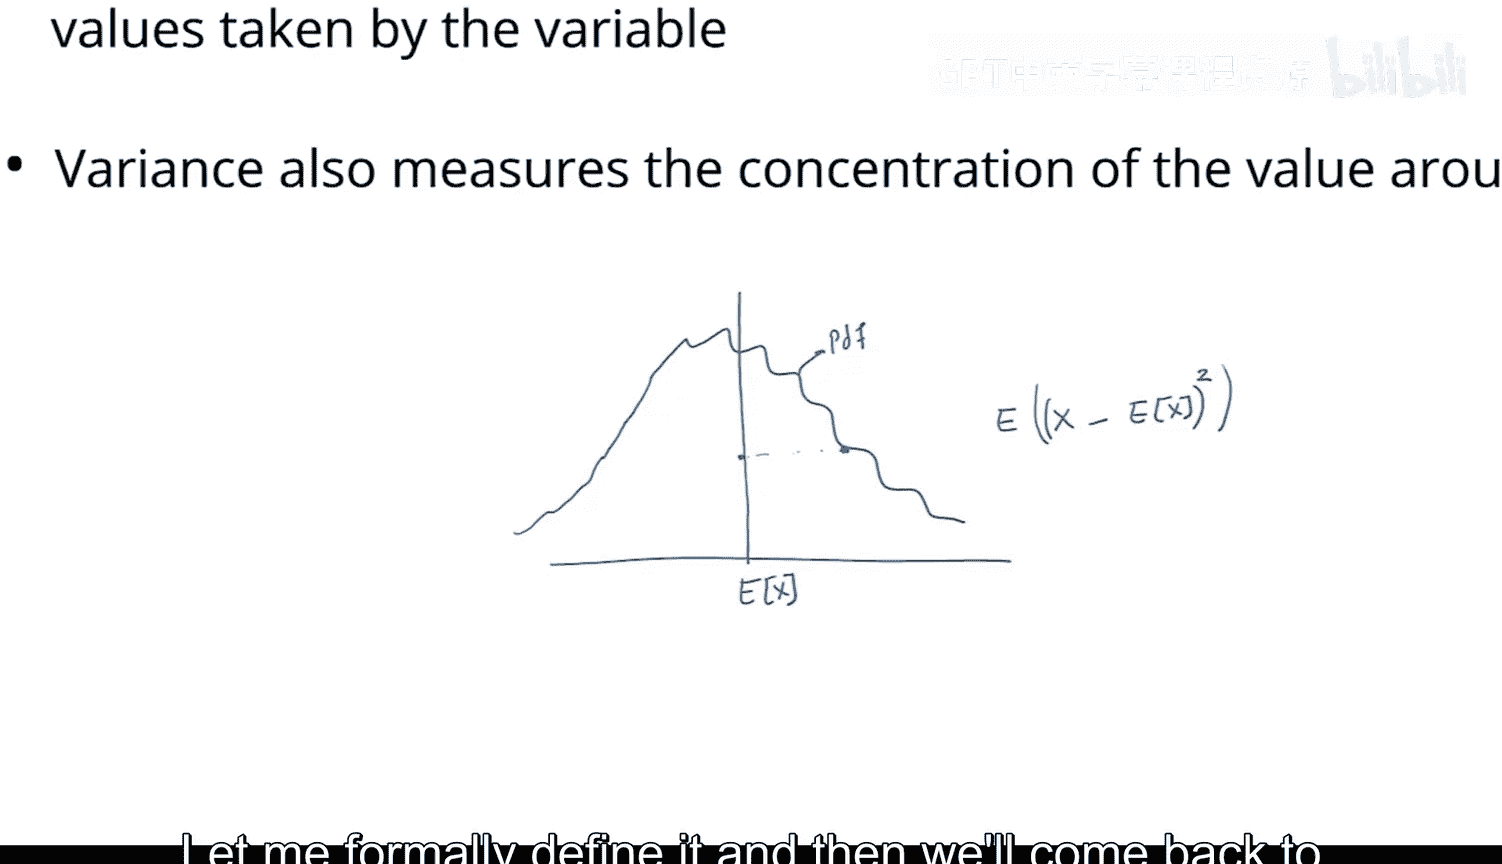 values taken by the variable
bilibili
• Variance also measures the concentration of the value arou
pdf
E ((x - E[x])²)
E[x]
Let me formally define it and then we'll come back to